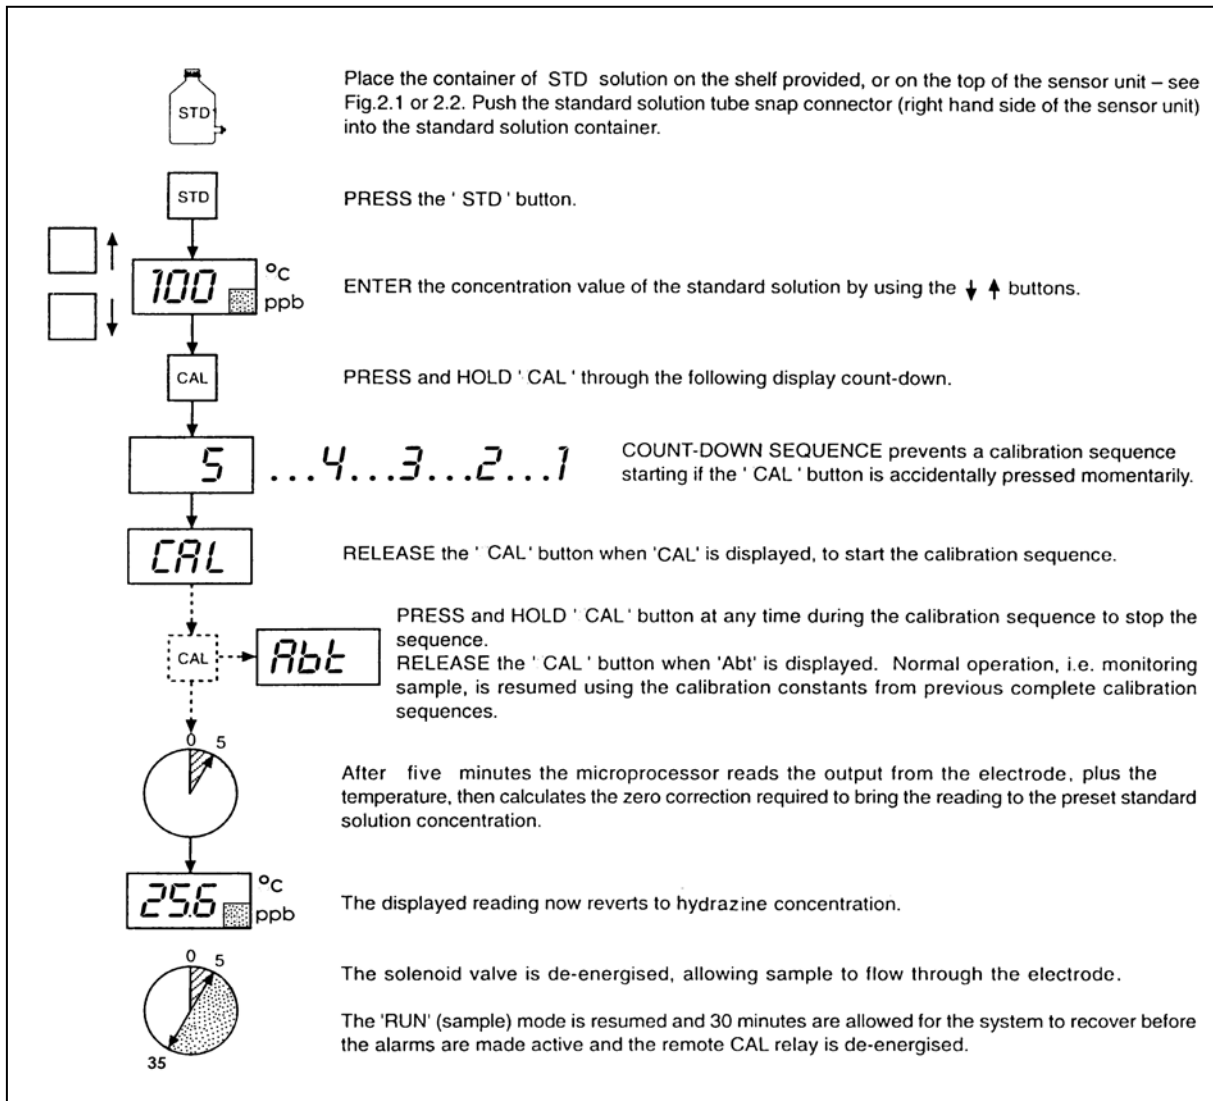 STD
Place the container of STD solution on the shelf provided, or on the top of the sensor unit – see
Fig.2.1 or 2.2. Push the standard solution tube snap connector (right hand side of the sensor unit)
into the standard solution container.
STD
PRESS the ' STD ' button.
100 °C
ppb
ENTER the concentration value of the standard solution by using the ↓ ↑ buttons.
CAL
PRESS and HOLD ' CAL ' through the following display count-down.
5 ...4...3...2...1
COUNT-DOWN SEQUENCE prevents a calibration sequence
starting if the ' CAL ' button is accidentally pressed momentarily.
CAL
RELEASE the ' CAL' button when 'CAL' is displayed, to start the calibration sequence.
CAL
Abt
PRESS and HOLD ' CAL ' button at any time during the calibration sequence to stop the
sequence.
RELEASE the ' CAL ' button when 'Abt' is displayed. Normal operation, i.e. monitoring
sample, is resumed using the calibration constants from previous complete calibration
sequences.
0 5
After five minutes the microprocessor reads the output from the electrode, plus the
temperature, then calculates the zero correction required to bring the reading to the preset standard
solution concentration.
25.6 °C
ppb
The displayed reading now reverts to hydrazine concentration.
0 5
35
The solenoid valve is de-energised, allowing sample to flow through the electrode.
The 'RUN' (sample) mode is resumed and 30 minutes are allowed for the system to recover before
the alarms are made active and the remote CAL relay is de-energised.